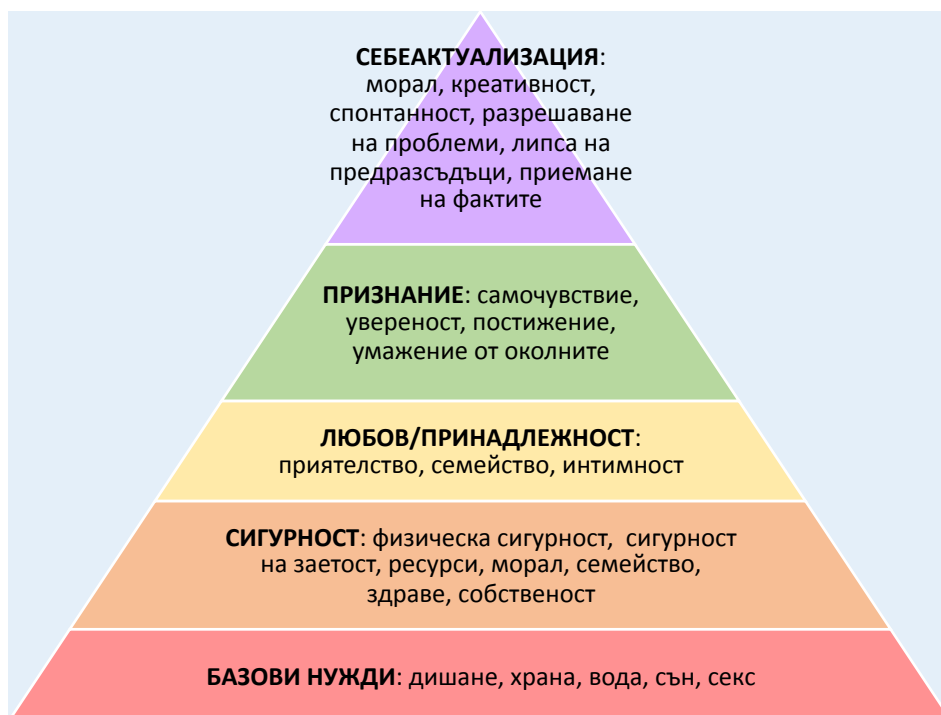 СЕБЕАКТУАЛИЗАЦИЯ:
морал, креативност,
спонтанност, разрешаване
на проблеми, липса на
предразсъдъци, приемане
на фактите
ПРИЗНАНИЕ: самочувствие,
увереност, постижение,
умажение от околните
ЛЮБОВ/ПРИНАДЛЕЖНОСТ:
приятелство, семейство, интимност
СИГУРНОСТ: физическа сигурност, сигурност
на заетост, ресурси, морал, семейство,
здраве, собственост
БАЗОВИ НУЖДИ: дишане, храна, вода, сън, секс